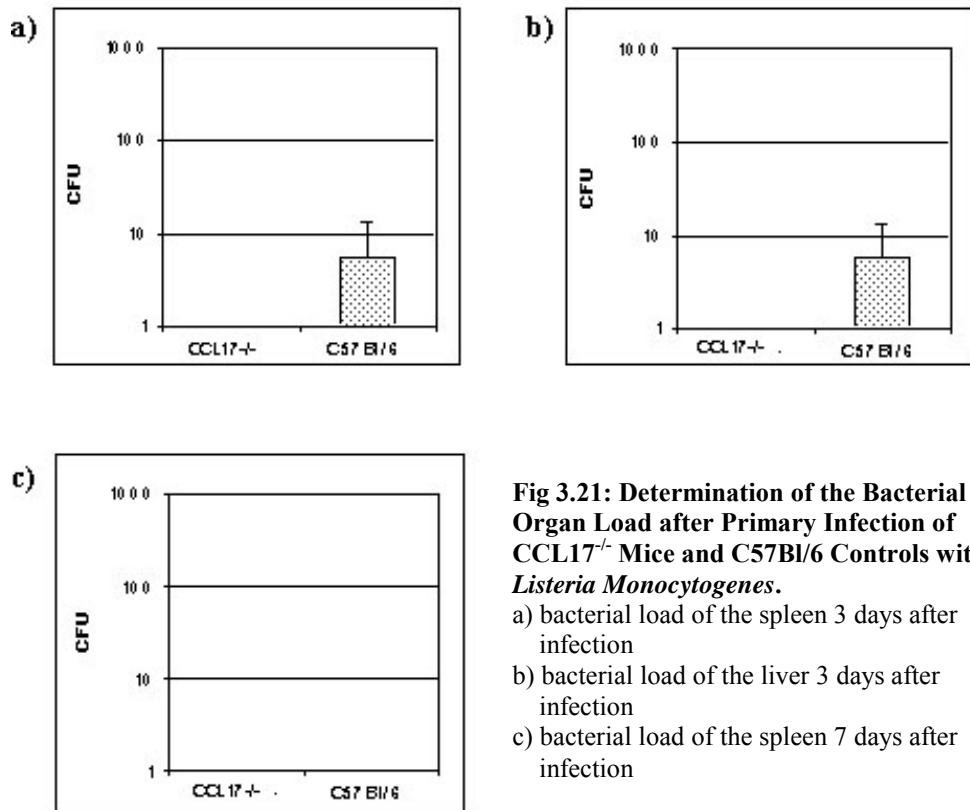 a)
1000
100
10
1
CFU
CCL17-/-
C57 Bl/6
b)
1000
100
10
1
CFU
CCL17-/- .
C57 Bl/6
c)
1000
100
10
1
CFU
CCL17-/- .
C57 Bl/6
Fig 3.21: Determination of the Bacterial
Organ Load after Primary Infection of
CCL17-/- Mice and C57Bl/6 Controls wit
Listeria Monocytogenes.
a) bacterial load of the spleen 3 days after
infection
b) bacterial load of the liver 3 days after
infection
c) bacterial load of the spleen 7 days after
infection